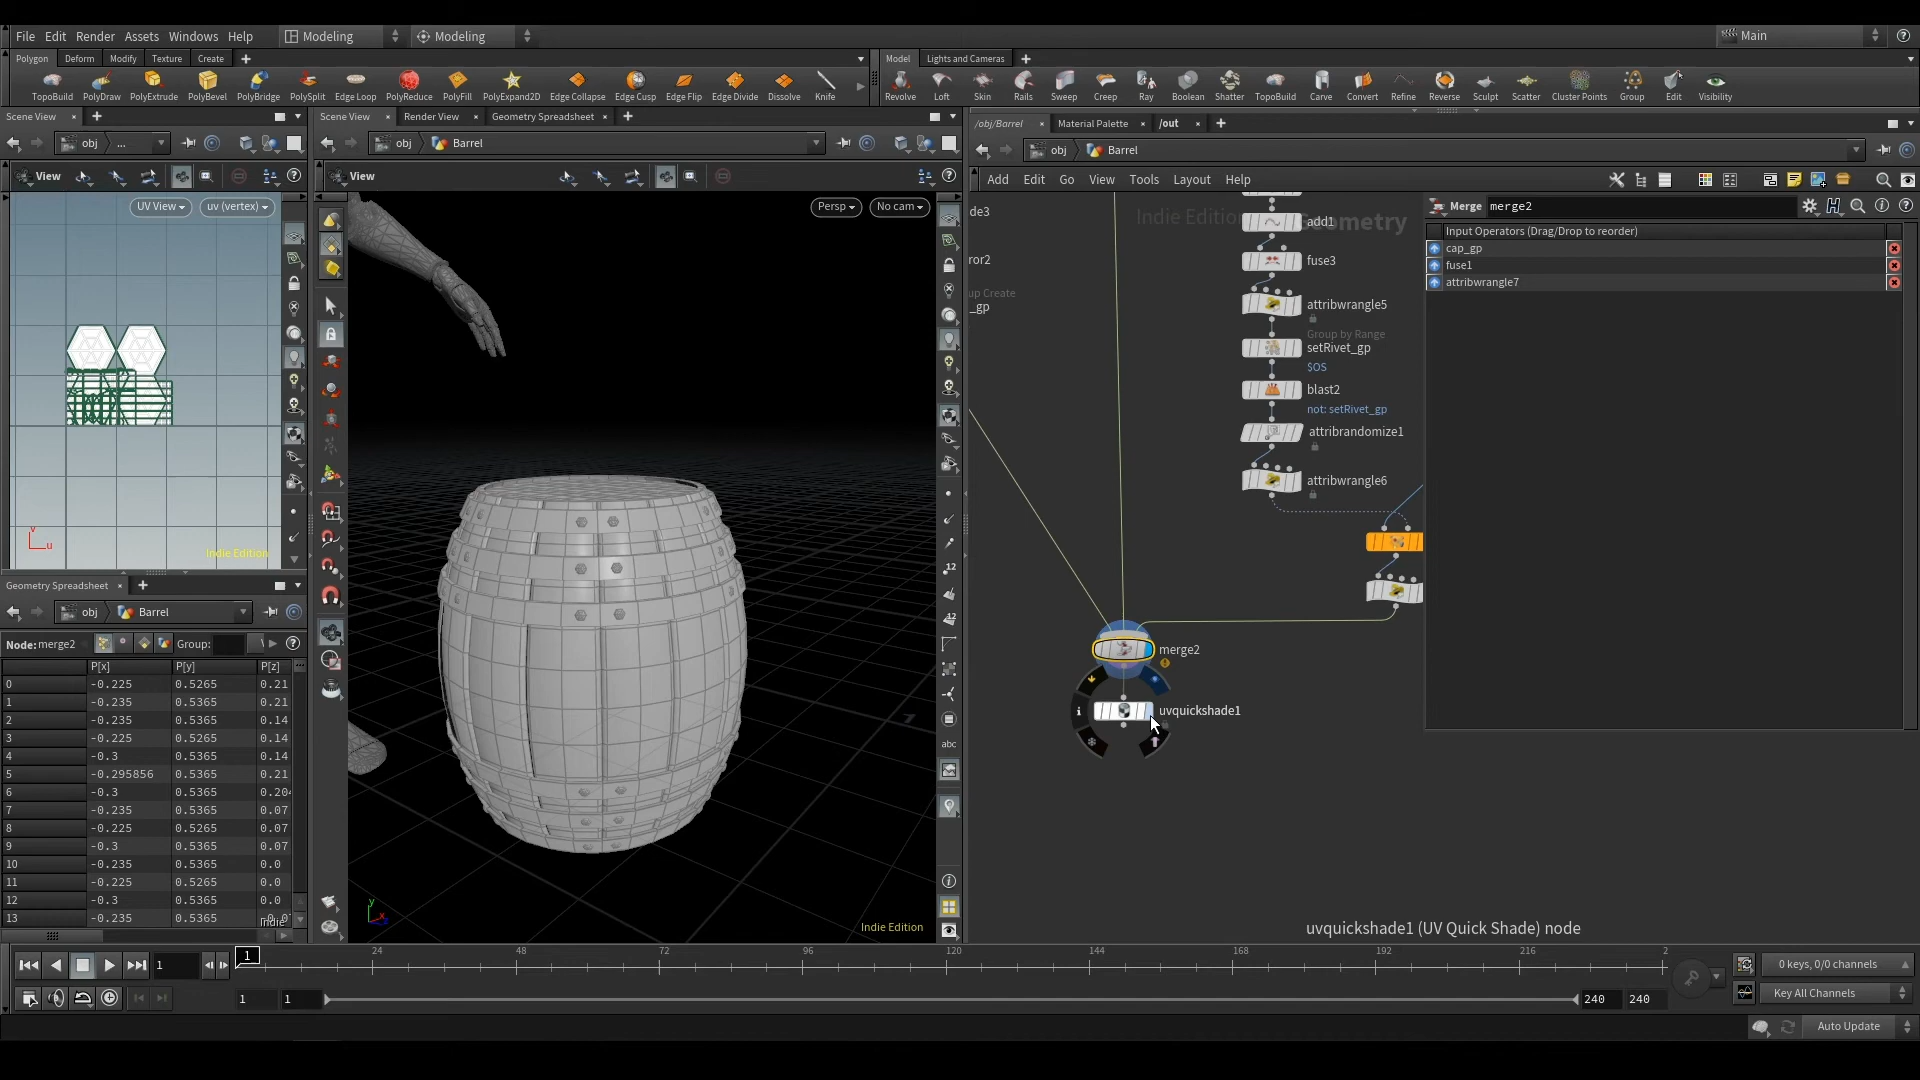 File Edit Render Assets Windows Help Modeling Modeling Main
Polygon Deform Modify Texture Create Model Lights and Cameras
TopoBuild PolyDraw PolyExtrude PolyBevel PolyBridge PolySplit Edge Loop PolyReduce PolyFill PolyExpand2D Edge Collapse Edge Cusp Edge Flip Edge Divide Dissolve Knife
Revolve Loft Skin Rails Sweep Creep Ray Boolean Shatter TopoBuild Carve Convert Refine Reverse Sculpt Scatter Cluster Points Group Edit Visibility
Scene View Scene View Render View Geometry Spreadsheet /obj/Barrel Material Palette /out
obj ... obj Barrel obj Barrel
View View Add Edit Go View Tools Layout Help
UV View uv (vertex) Persp No cam
Indie Edition
Geometry
Merge merge2
Input Operators (Drag/Drop to reorder)
cap_gp
fuse1
attribwrangle7
de3
ror2
up Create
_gp
add1
fuse3
attribwrangle5
Group by Range
setRivet_gp
$OS
blast2
not: setRivet_gp
attribrandomize1
attribwrangle6
merge2
uvquickshade1
uvquickshade1 (UV Quick Shade) node
v
u
Indie Edition
12
12
abc
y
x
Indie Edition
Geometry Spreadsheet
obj Barrel
Node: merge2 Group:
P[x] P[y] P[z]
0 -0.225 0.5265 0.21
1 -0.235 0.5365 0.21
2 -0.235 0.5365 0.14
3 -0.225 0.5265 0.14
4 -0.3 0.5365 0.14
5 -0.295856 0.5365 0.21
6 -0.3 0.5365 0.20
7 -0.235 0.5365 0.07
8 -0.225 0.5265 0.07
9 -0.3 0.5365 0.07
10 -0.235 0.5365 0.0
11 -0.225 0.5265 0.0
12 -0.3 0.5365 0.0
13 -0.235 0.5365
1 1 24 48 72 96 120 144 168 192 216 2
0 keys, 0/0 channels
1 1 240 240 Key All Channels
Auto Update